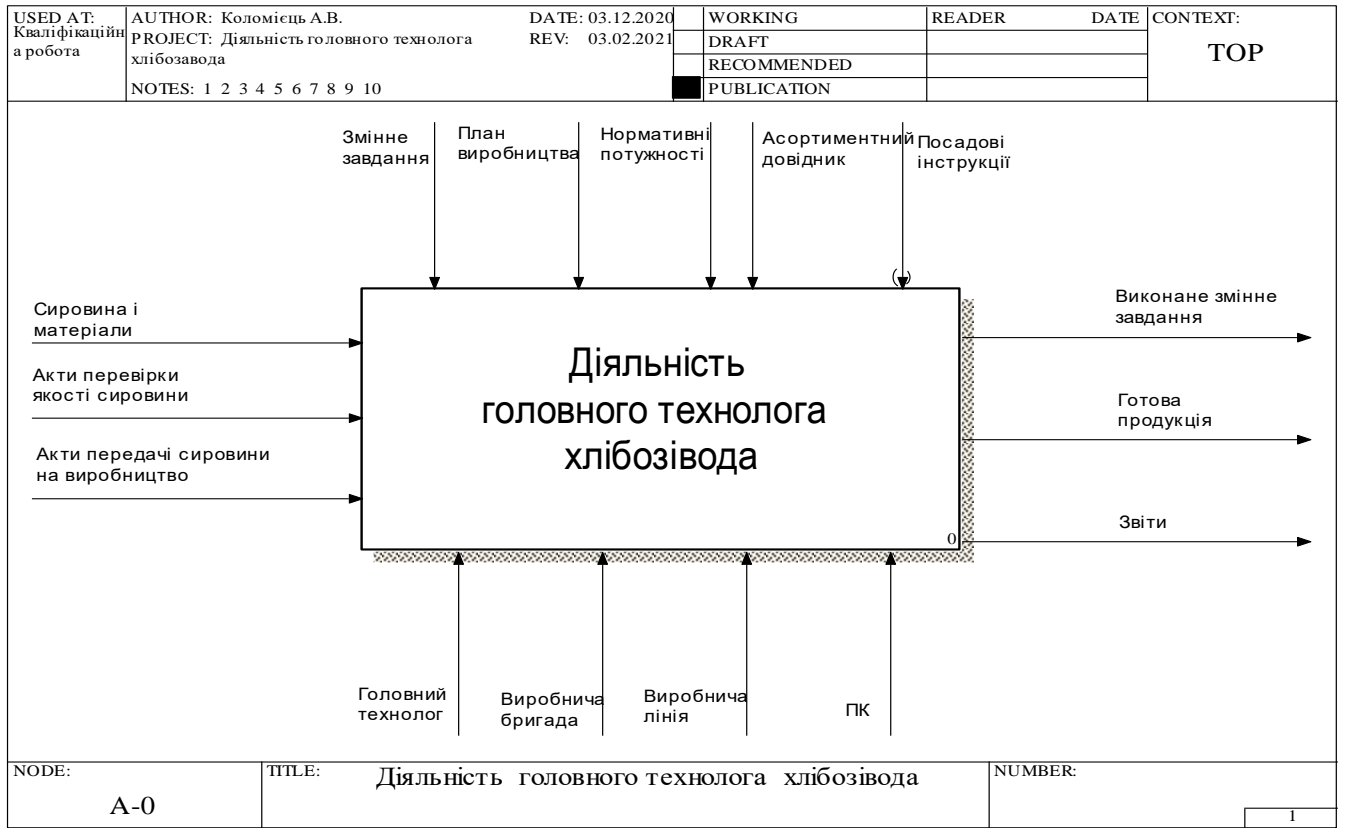 USED AT:
Кваліфікаційн
а робота
AUTHOR: Коломієць А.В.
DATE: 03.12.2020
PROJECT: Діяльність головного технолога
хлібозавода
REV: 03.02.2021
NOTES: 1 2 3 4 5 6 7 8 9 10
WORKING
DRAFT
RECOMMENDED
PUBLICATION
READER
DATE
CONTEXT:
TOP
Змінне
завдання
План
виробництва
Нормативні
потужності
Асортиментний
довідник
Посадові
інструкції
( )
Сировина і
матеріали
Акти перевірки
якості сировини
Акти передачі сировини
на виробництво
Діяльність
головного технолога
хлібозівода
0
Виконане змінне
завдання
Готова
продукція
Звіти
Головний
технолог
Виробнича
бригада
Виробнича
лінія
ПК
NODE:
A-0
TITLE:
Діяльність головного технолога хлібозівода
NUMBER:
1